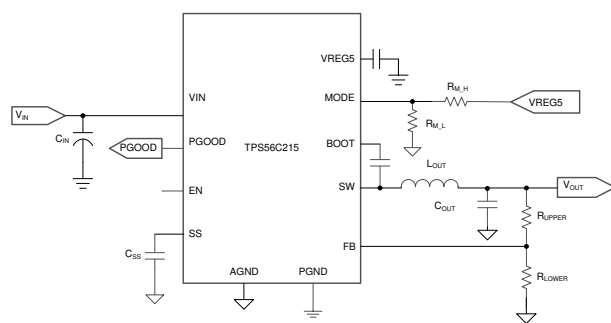 VREG5
VIN
MODE
R_M_H
VREG5
V_IN
C_IN
PGOOD
PGOOD
TPS56C215
R_M_L
BOOT
L_OUT
EN
SW
V_OUT
C_OUT
R_UPPER
SS
C_SS
FB
AGND
PGND
R_LOWER